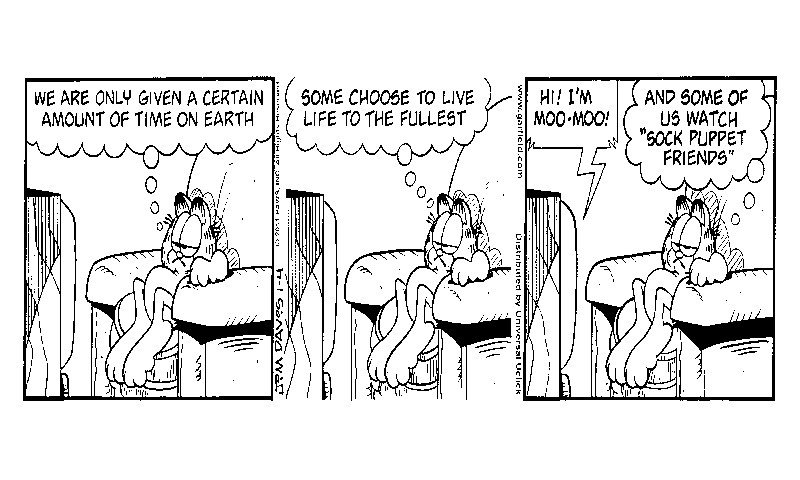 WE ARE ONLY GIVEN A CERTAIN
AMOUNT OF TIME ON EARTH
SOME CHOOSE TO LIVE
LIFE TO THE FULLEST
HI! I'M
MOO-MOO!
AND SOME OF
US WATCH
"SOCK PUPPET
FRIENDS"
JIM DAVIS 1-4
www.garfield.com
Distributed by Universal Uclick